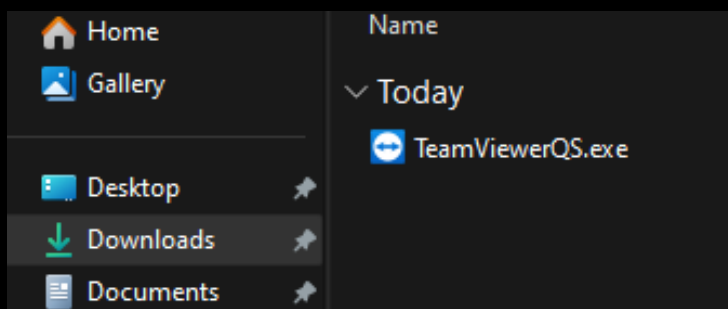 Home
Gallery
Desktop
Downloads
Documents
Name
Today
TeamViewerQS.exe